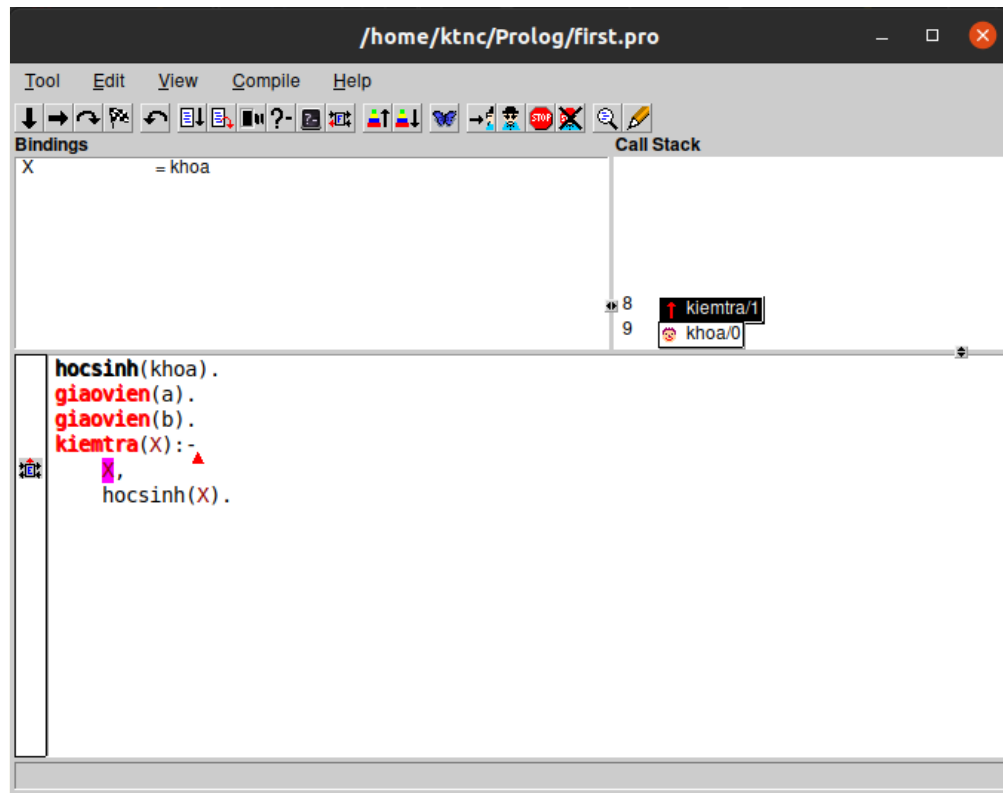 /home/ktnc/Prolog/first.pro
Tool Edit View Compile Help
?- STOP
Bindings Call Stack
X = khoa
8 kiemtra/1
9 khoa/0
hocsinh(khoa).
giaovien(a).
giaovien(b).
kiemtra(X):-
X,
hocsinh(X).